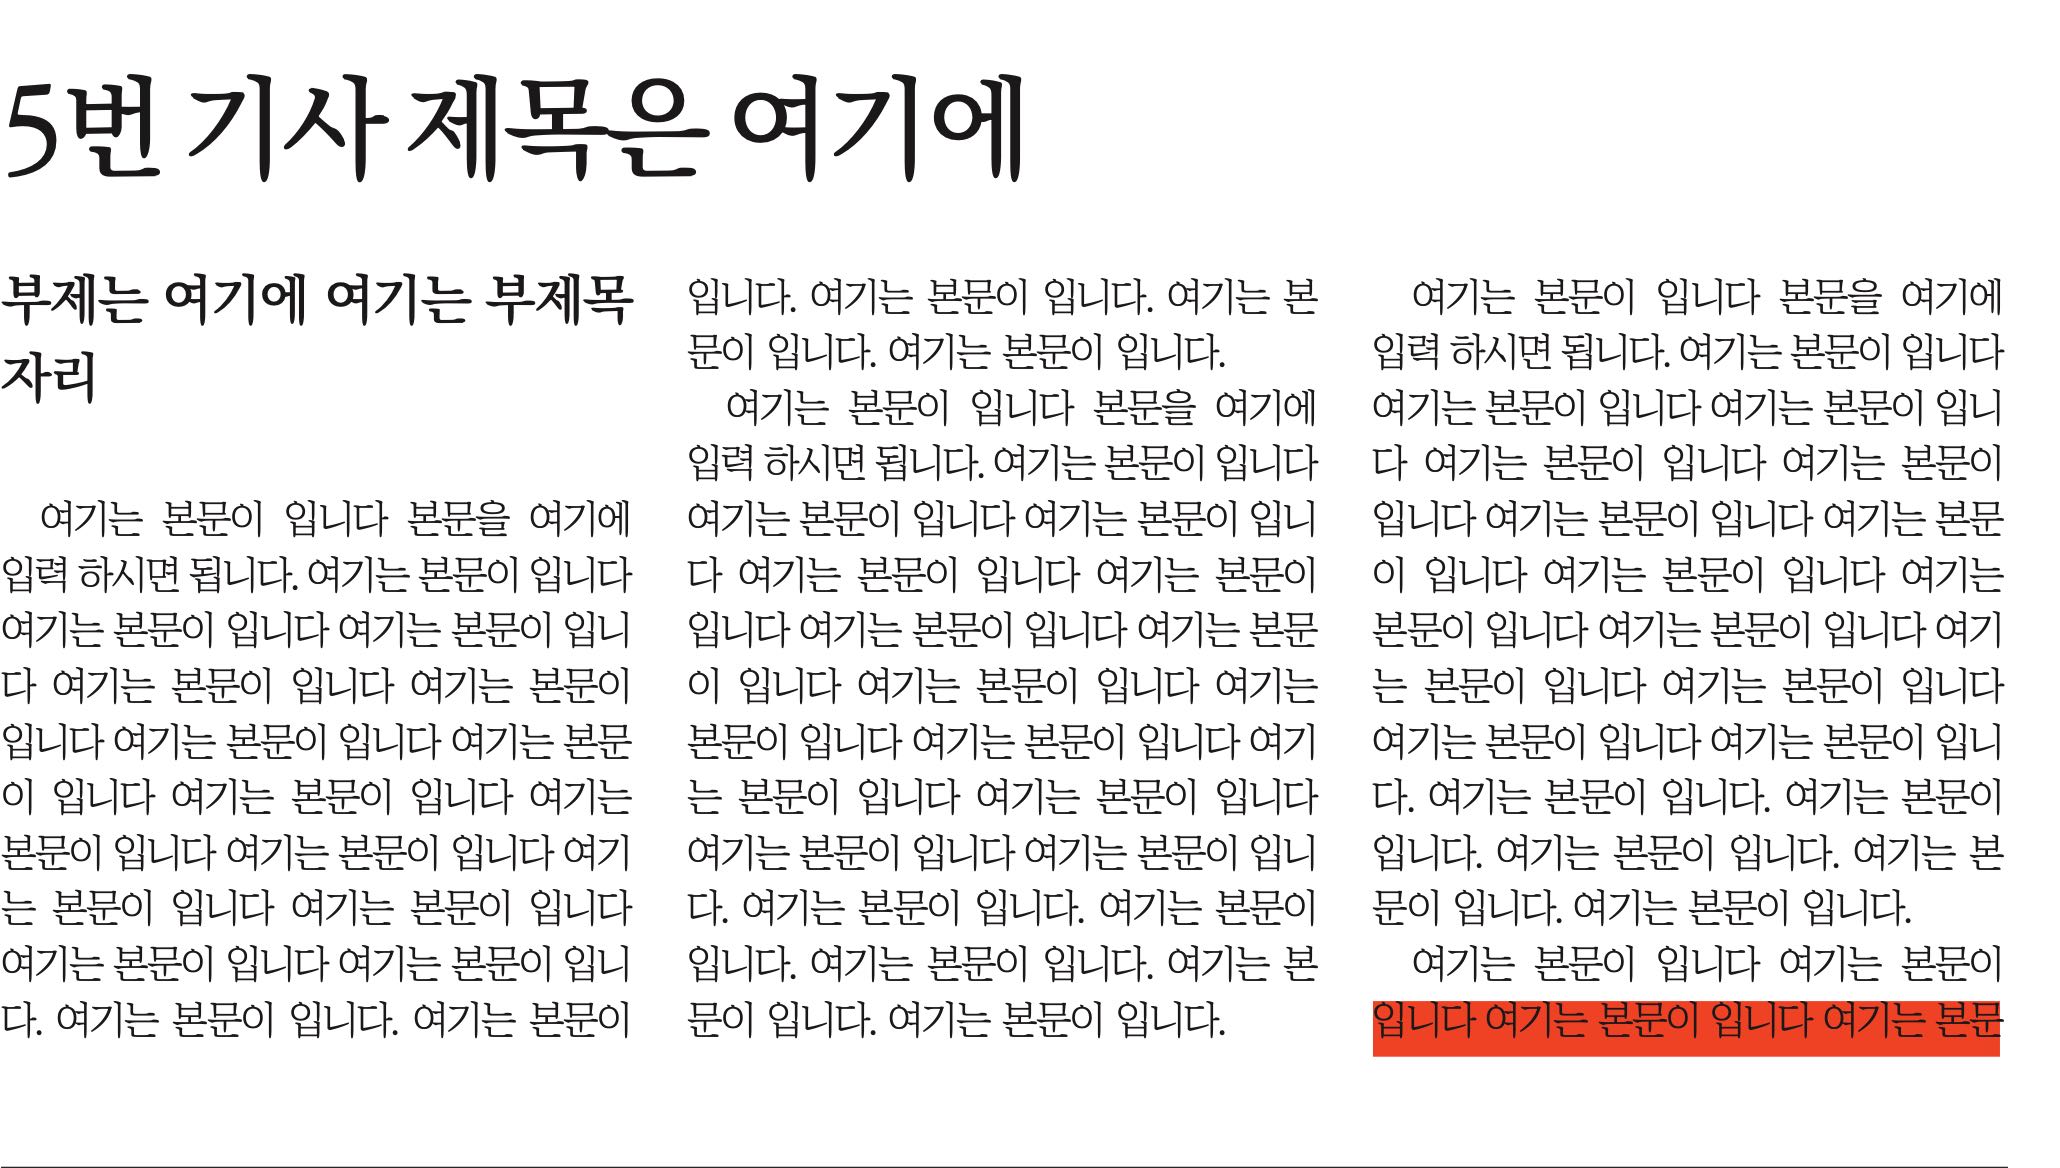 5번 기사 제목은 여기에
부제는 여기에 여기는 부제목
자리
여기는 본문이 입니다 본문을 여기에
입력 하시면 됩니다. 여기는 본문이 입니다
여기는 본문이 입니다 여기는 본문이 입니
다 여기는 본문이 입니다 여기는 본문이
입니다 여기는 본문이 입니다 여기는 본문
이 입니다 여기는 본문이 입니다 여기는
본문이 입니다 여기는 본문이 입니다 여기
는 본문이 입니다 여기는 본문이 입니다
여기는 본문이 입니다 여기는 본문이 입니
다. 여기는 본문이 입니다. 여기는 본문이
입니다. 여기는 본문이 입니다. 여기는 본
문이 입니다. 여기는 본문이 입니다.
여기는 본문이 입니다 본문을 여기에
입력 하시면 됩니다. 여기는 본문이 입니다
여기는 본문이 입니다 여기는 본문이 입니
다 여기는 본문이 입니다 여기는 본문이
입니다 여기는 본문이 입니다 여기는 본문
이 입니다 여기는 본문이 입니다 여기는
본문이 입니다 여기는 본문이 입니다 여기
는 본문이 입니다 여기는 본문이 입니다
여기는 본문이 입니다 여기는 본문이 입니
다. 여기는 본문이 입니다. 여기는 본문이
입니다. 여기는 본문이 입니다. 여기는 본
문이 입니다. 여기는 본문이 입니다.
여기는 본문이 입니다 본문을 여기에
입력 하시면 됩니다. 여기는 본문이 입니다
여기는 본문이 입니다 여기는 본문이 입니
다 여기는 본문이 입니다 여기는 본문이
입니다 여기는 본문이 입니다 여기는 본문
이 입니다 여기는 본문이 입니다 여기는
본문이 입니다 여기는 본문이 입니다 여기
는 본문이 입니다 여기는 본문이 입니다
여기는 본문이 입니다 여기는 본문이 입니
다. 여기는 본문이 입니다. 여기는 본문이
입니다. 여기는 본문이 입니다. 여기는 본
문이 입니다. 여기는 본문이 입니다.
여기는 본문이 입니다 여기는 본문이
입니다 여기는 본문이 입니다 여기는 본문